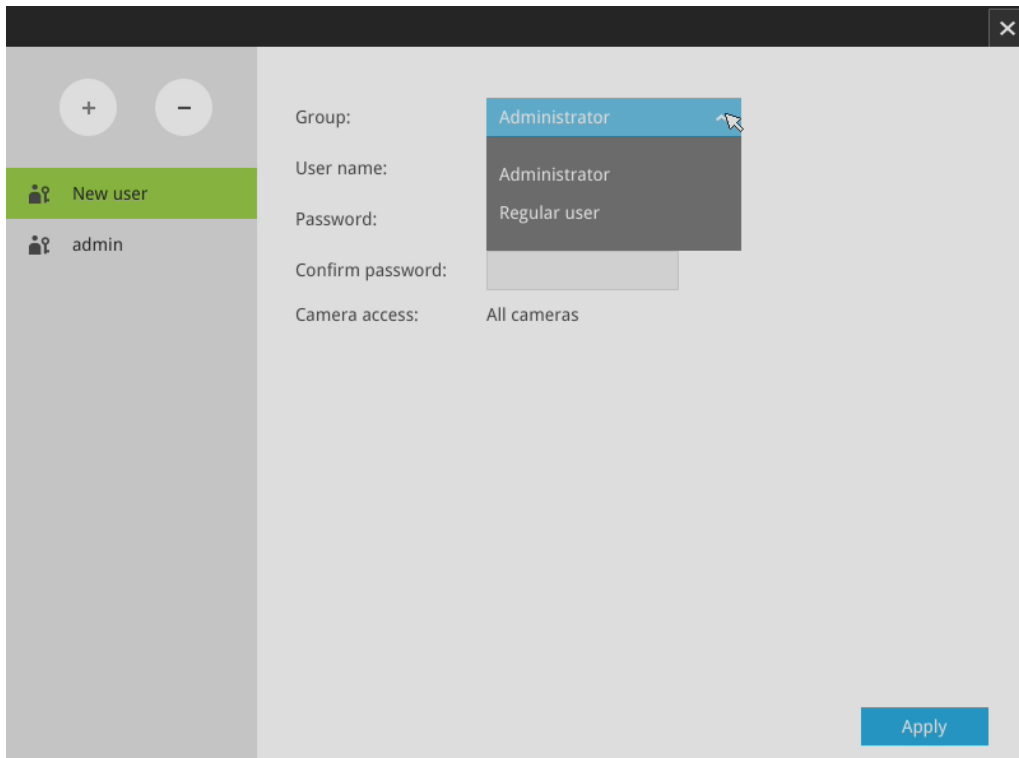 Group:
Administrator
User name:
Administrator
Regular user
New user
Password:
admin
Confirm password:
Camera access:
All cameras
Apply